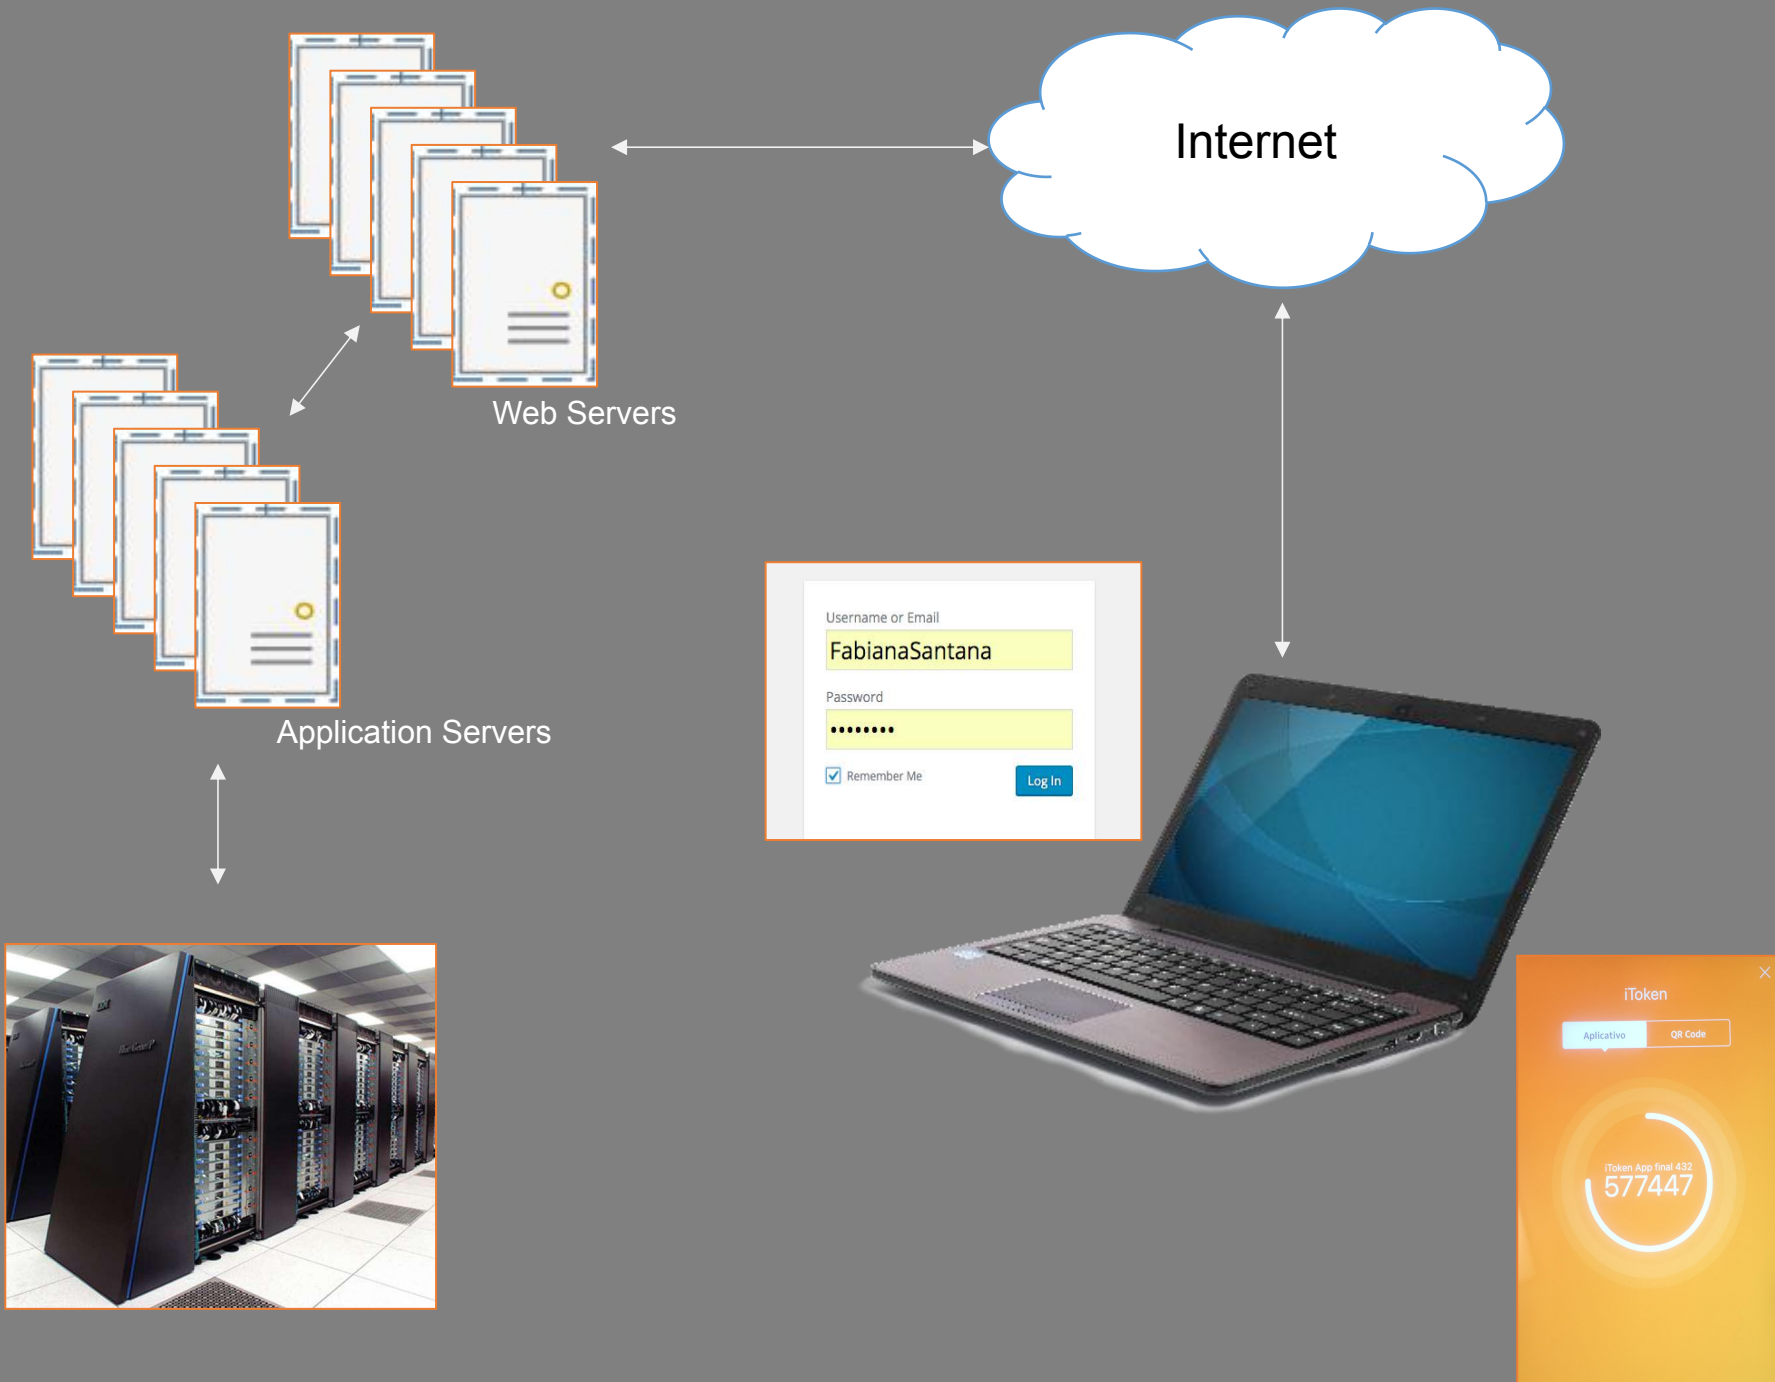 Internet
Web Servers
Application Servers
Username or Email
FabianaSantana
Password
••••••••
Remember Me
Log In
iToken
Aplicativo
QR Code
iToken App final 432
577447